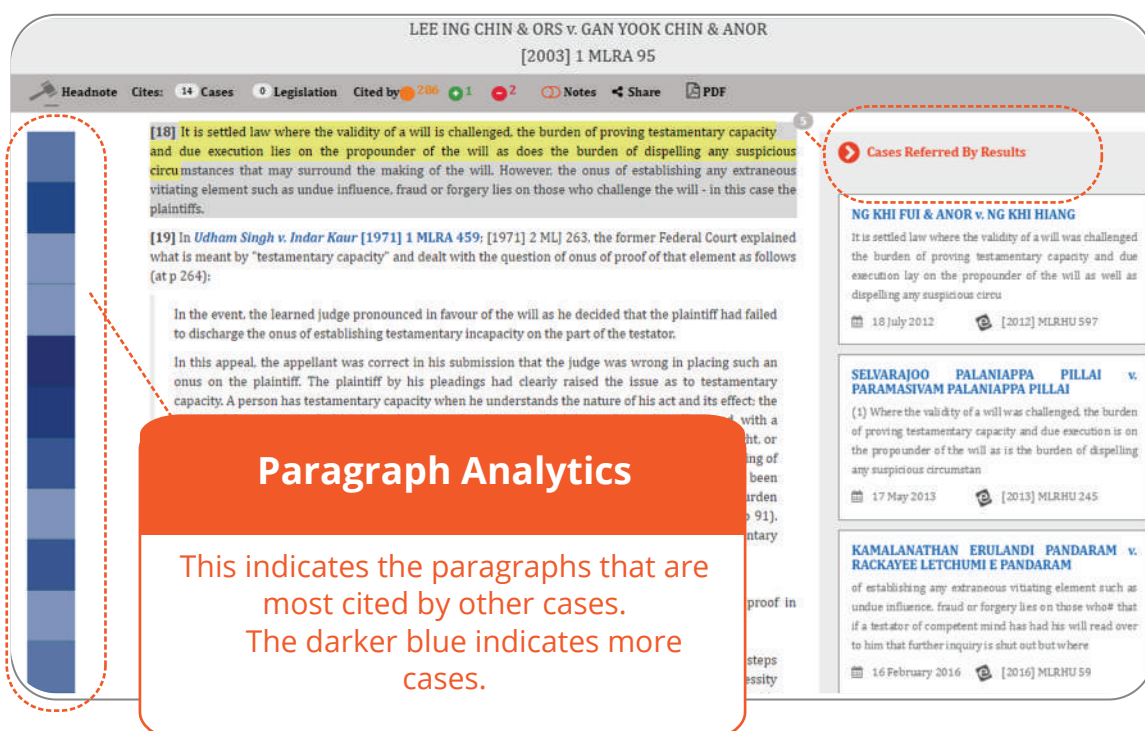 LEE ING CHIN & ORS v. GAN YOOK CHIN & ANOR
[2003] 1 MLRA 95
Headnote Cites: 14 Cases 0 Legislation Cited by 286 1 2 Notes Share PDF
5
[18] It is settled law where the validity of a will is challenged, the burden of proving testamentary capacity
and due execution lies on the propounder of the will as does the burden of dispelling any suspicious
circumstances that may surround the making of the will. However, the onus of establishing any extraneous
vitiating element such as undue influence, fraud or forgery lies on those who challenge the will - in this case the
plaintiffs.
[19] In Udham Singh v. Indar Kaur [1971] 1 MLRA 459; [1971] 2 MLJ 263, the former Federal Court explained
what is meant by "testamentary capacity" and dealt with the question of onus of proof of that element as follows
(at p 264):
In the event, the learned judge pronounced in favour of the will as he decided that the plaintiff had failed
to discharge the onus of establishing testamentary incapacity on the part of the testator.
In this appeal, the appellant was correct in his submission that the judge was wrong in placing such an
onus on the plaintiff. The plaintiff by his pleadings had clearly raised the issue as to testamentary
capacity. A person has testamentary capacity when he understands the nature of his act and its effect; the
with a
ht, or
ing of
been
urden
91).
ntary
proof in
steps
essity
Paragraph Analytics
This indicates the paragraphs that are
most cited by other cases.
The darker blue indicates more
cases.
Cases Referred By Results
NG KHI FUI & ANOR v. NG KHI HIANG
It is settled law where the validity of a will was challenged
the burden of proving testamentary capacity and due
execution lay on the propounder of the will as well as
dispelling any suspicious circu
18 July 2012 [2012] MLRHU 597
SELVARAJOO PALANIAPPA PILLAI v.
PARAMASIVAM PALANIAPPA PILLAI
(1) Where the validity of a will was challenged, the burden
of proving testamentary capacity and due execution is on
the propounder of the will as is the burden of dispelling
any suspicious circumstan
17 May 2013 [2013] MLRHU 245
KAMALANATHAN ERULANDI PANDARAM v.
RACKAYEE LETCHUMI E PANDARAM
of establishing any extraneous vitiating element such as
undue influence, fraud or forgery lies on those who# that
if a testator of competent mind has had his will read over
to him that further inquiry is shut out but where
16 February 2016 [2016] MLRHU 59